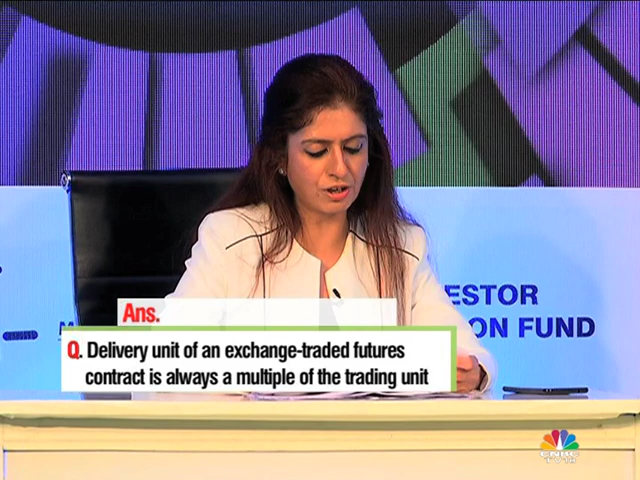 ESTOR
ON FUND
Ans.
Q. Delivery unit of an exchange-traded futures
contract is always a multiple of the trading unit
CNBC
TV18